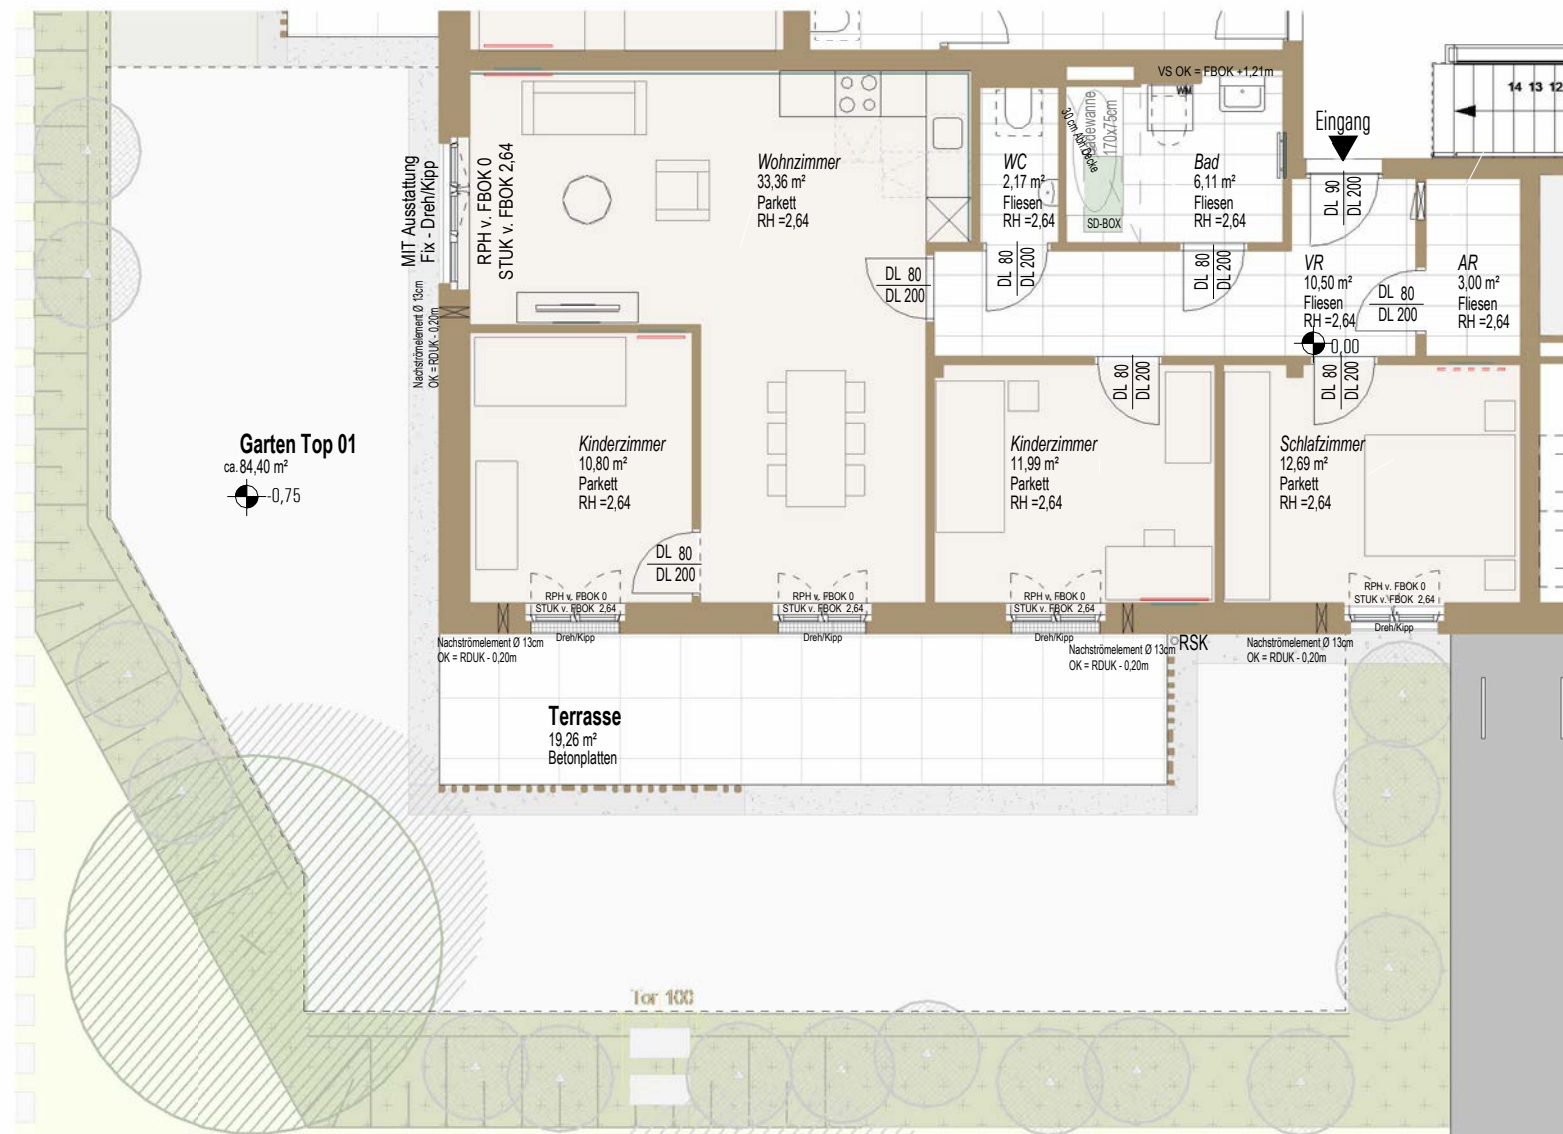 VS OK = FBOK +1,21m
WM
14 13 12
Eingang
Badewanne
170x75cm
30 cm Abh.Decke
SD-BOX
MIT Ausstattung
Fix - Dreh/Kipp
RPH v. FBOK 0
STUK v. FBOK 2,64
Wohnzimmer
33,36 m²
Parkett
RH =2,64
WC
2,17 m²
Fliesen
RH =2,64
Bad
6,11 m²
Fliesen
RH =2,64
DL 90
DL 200
DL 80
DL 200
DL 80
DL 200
DL 80
DL 200
VR
10,50 m²
Fliesen
RH =2,64
0,00
DL 80
DL 200
AR
3,00 m²
Fliesen
RH =2,64
Nachströmelement Ø 13cm
OK = RDUK - 0,20m
DL 80
DL 200
DL 80
DL 200
Garten Top 01
ca. 84,40 m²
-0,75
Kinderzimmer
10,80 m²
Parkett
RH =2,64
Kinderzimmer
11,99 m²
Parkett
RH =2,64
Schlafzimmer
12,69 m²
Parkett
RH =2,64
DL 80
DL 200
RPH v. FBOK 0
STUK v. FBOK 2,64
Dreh/Kipp
RPH v. FBOK 0
STUK v. FBOK 2,64
Dreh/Kipp
RPH v. FBOK 0
STUK v. FBOK 2,64
Dreh/Kipp
RPH v. FBOK 0
STUK v. FBOK 2,64
Dreh/Kipp
Nachströmelement Ø 13cm
OK = RDUK - 0,20m
Nachströmelement Ø 13cm
OK = RDUK - 0,20m
RSK
Nachströmelement Ø 13cm
OK = RDUK - 0,20m
Terrasse
19,26 m²
Betonplatten
Tor 100